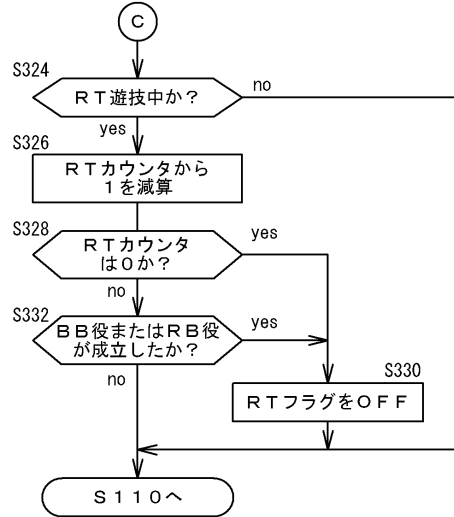 C
S324
RT遊技中か?
no
yes
S326
RTカウンタから
1を減算
S328
RTカウンタ
は0か?
yes
no
S332
BB役またはRB役
が成立したか?
yes
no
S330
RTフラグをOFF
S110へ